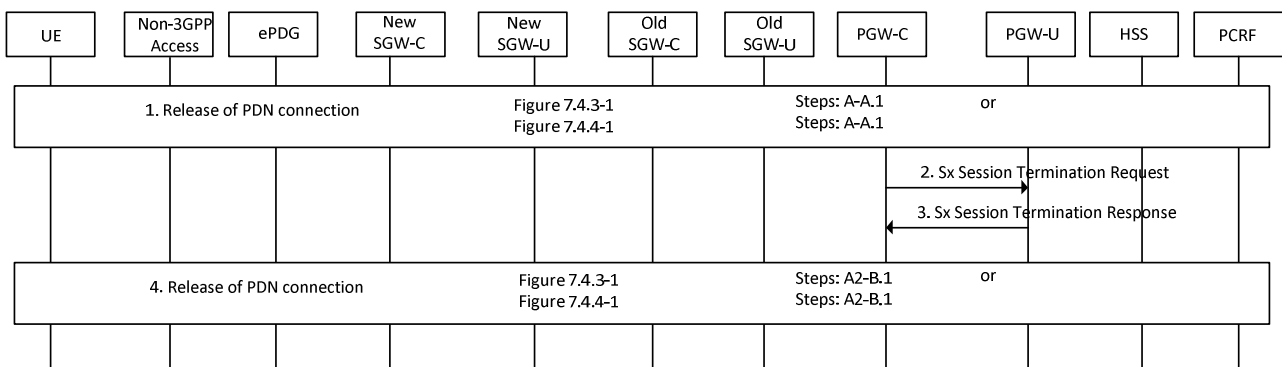 UE
Non-3GPP
Access
ePDG
New
SGW-C
New
SGW-U
Old
SGW-C
Old
SGW-U
PGW-C
PGW-U
HSS
PCRF
1. Release of PDN connection
Figure 7.4.3-1
Steps: A-A.1
or
Figure 7.4.4-1
Steps: A-A.1
2. Sx Session Termination Request
3. Sx Session Termination Response
4. Release of PDN connection
Figure 7.4.3-1
Steps: A2-B.1
or
Figure 7.4.4-1
Steps: A2-B.1